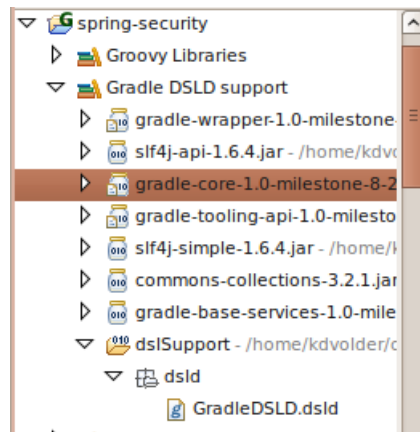 spring-security
Groovy Libraries
Gradle DSLD support
gradle-wrapper-1.0-milestone-
slf4j-api-1.6.4.jar - /home/kdvo
gradle-core-1.0-milestone-8-2
gradle-tooling-api-1.0-milesto
slf4j-simple-1.6.4.jar - /home/k
commons-collections-3.2.1.jar
gradle-base-services-1.0-mile
dslSupport - /home/kdvolder/c
dsld
GradleDSLD.dsld